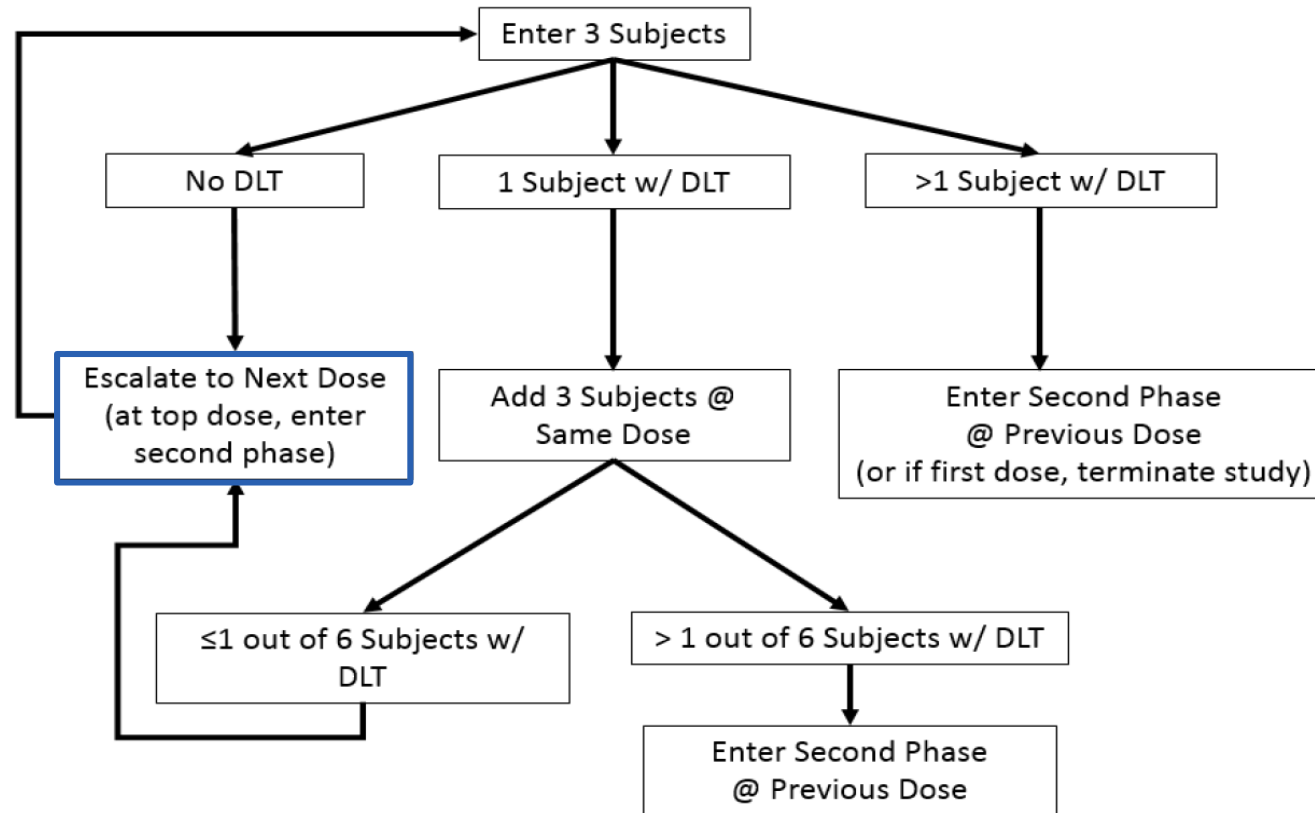 Enter 3 Subjects
No DLT
1 Subject w/ DLT
>1 Subject w/ DLT
Escalate to Next Dose
(at top dose, enter
second phase)
Add 3 Subjects @
Same Dose
Enter Second Phase
@ Previous Dose
(or if first dose, terminate study)
≤1 out of 6 Subjects w/
DLT
> 1 out of 6 Subjects w/ DLT
Enter Second Phase
@ Previous Dose